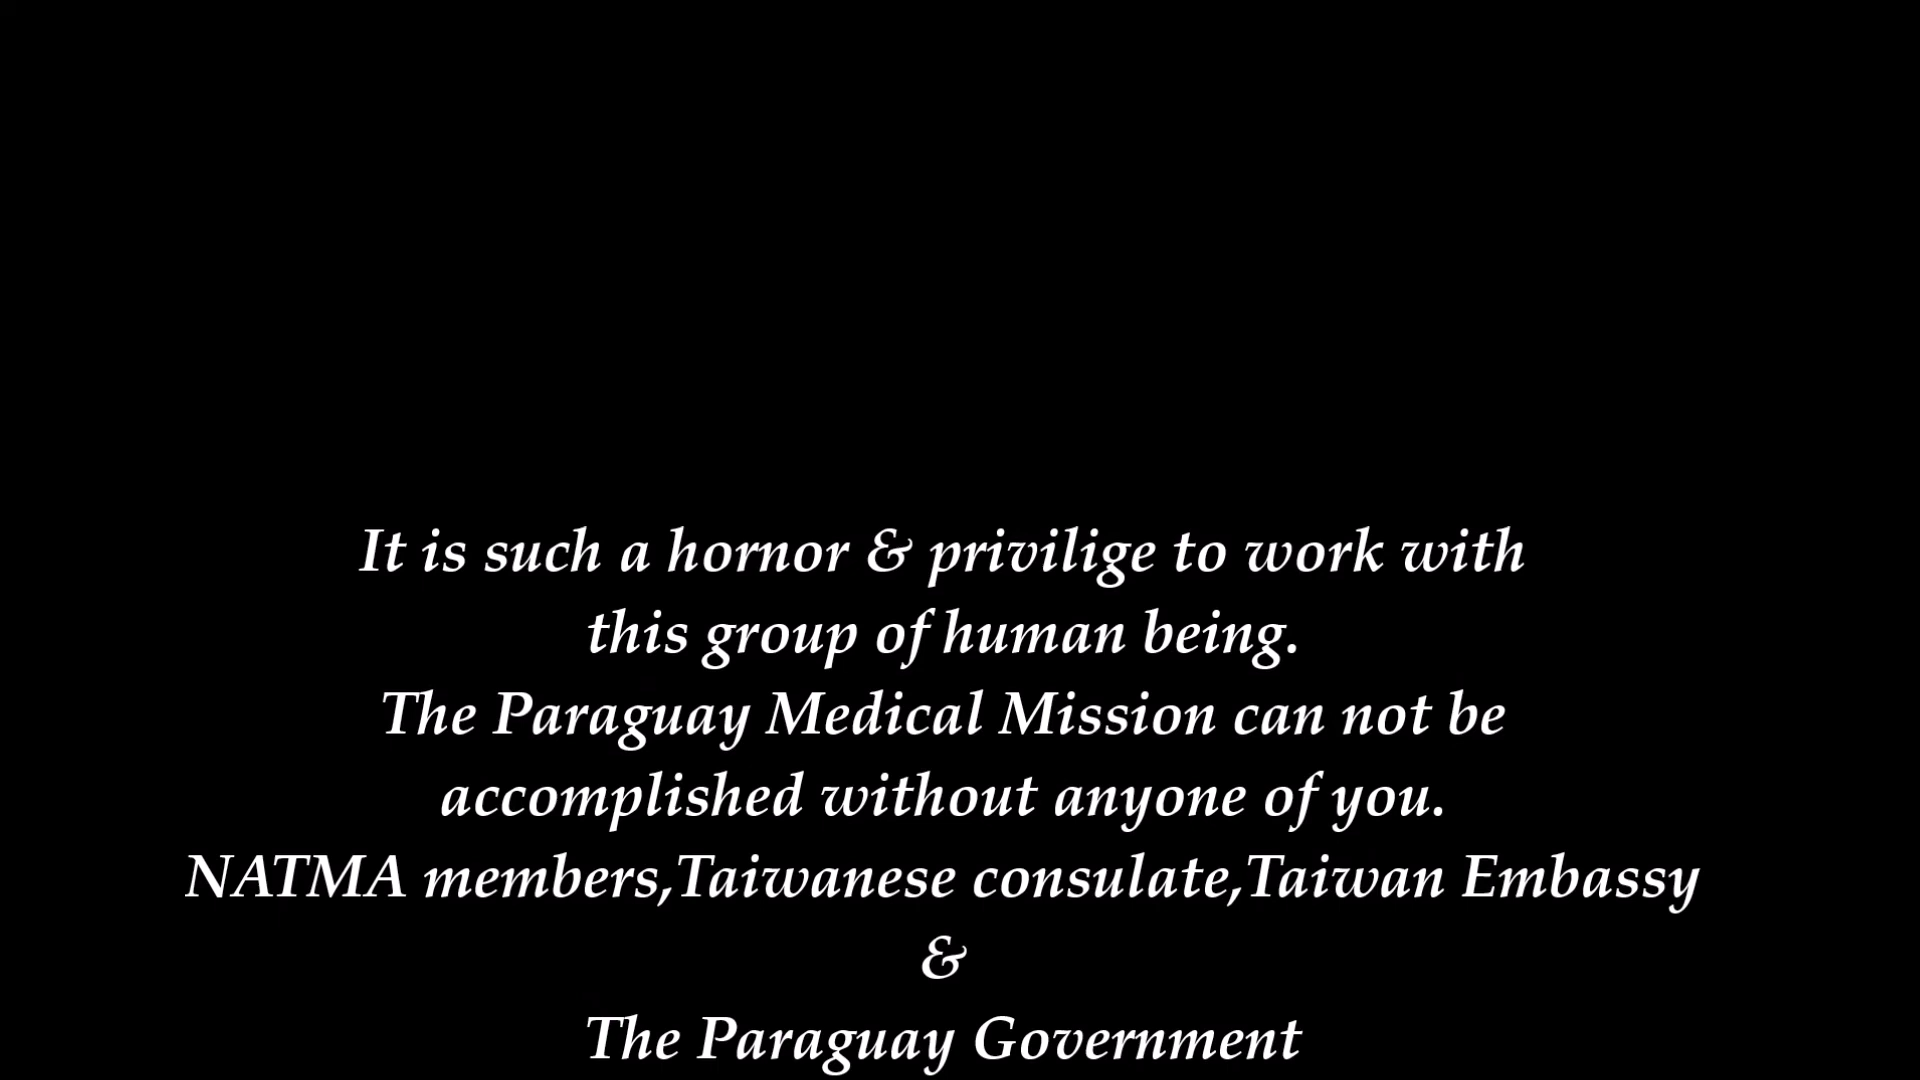 It is such a hornor & privilige to work with
this group of human being.
The Paraguay Medical Mission can not be
accomplished without anyone of you.
NATMA members,Taiwanese consulate,Taiwan Embassy
&
The Paraguay Government